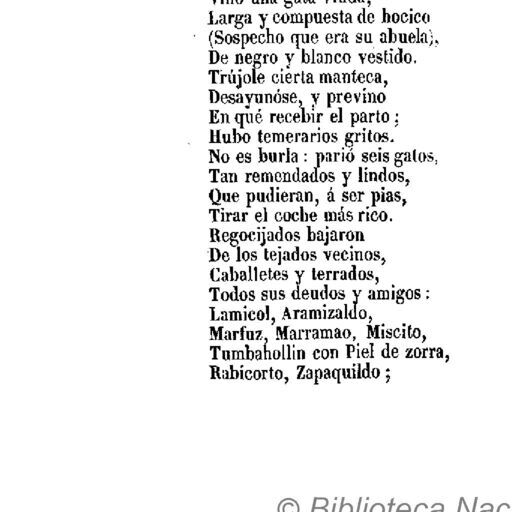 Vino una gata viuda,
Larga y compuesta de hocico
(Sospecho que era su abuela),
De negro y blanco vestido.
Trújole cierta manteca,
Desayunóse, y previno
En qué recebir el parto ;
Hubo temerarios gritos.
No es burla : parió seis gatos,
Tan remendados y lindos,
Que pudieran, á ser pias,
Tirar el coche más rico.
Regocijados bajaron
De los tejados vecinos,
Caballetes y terrados,
Todos sus deudos y amigos :
Lamicol, Aramizaldo,
Marfuz, Marramao, Miscito,
Tumbahollin con Piel de zorra,
Rabicorto, Zapaquildo ;
© Biblioteca Nac